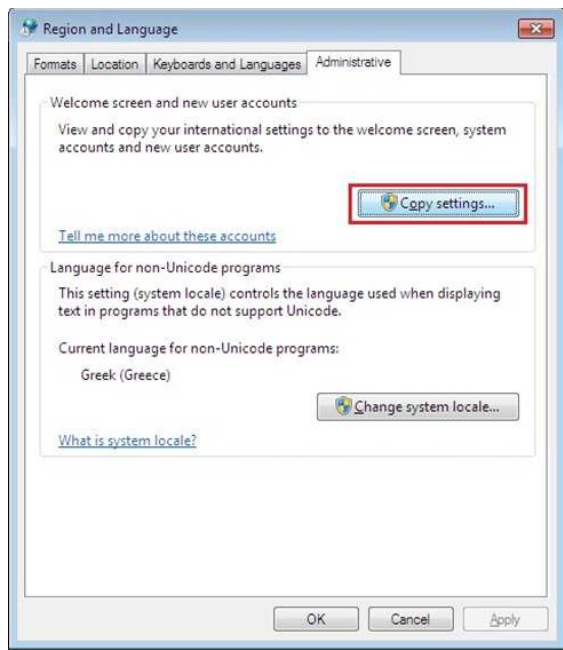 Region and Language
Formats Location Keyboards and Languages Administrative
Welcome screen and new user accounts
View and copy your international settings to the welcome screen, system
accounts and new user accounts.
Copy settings...
Tell me more about these accounts
Language for non-Unicode programs
This setting (system locale) controls the language used when displaying
text in programs that do not support Unicode.
Current language for non-Unicode programs:
Greek (Greece)
Change system locale...
What is system locale?
OK Cancel Apply